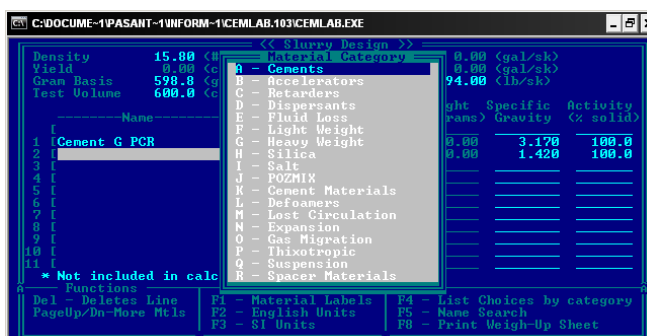 C:\DOCUME~1\PASANT~1\INFORM~1\CEMLAB.103\CEMLAB.EXE
<< Slurry Design >>
Density 15.80 (# Material Category 0.00 (gal/sk)
Yield 0.00 (c A - Cements 0.00 (gal/sk)
Gram Basis 598.8 (g B - Accelerators 94.00 (lb/sk)
Test Volume 600.0 (c C - Retarders
D - Dispersants ght Specific Activity
Name E - Fluid Loss rams) Gravity (% solid)
[ F - Light Weight
1 [Cement G PCR G - Heavy Weight 0.00 3.170 100.0
2 [ H - Silica 0.00 1.420 100.0
3 [ I - Salt
4 [ J - POZMIX
5 [ K - Cement Materials
6 [ L - Defoamers
7 [ M - Lost Circulation
8 [ N - Expansion
9 [ O - Gas Migration
10 [ P - Thixotropic
11 [ Q - Suspension
* Not included in calc R - Spacer Materials
Functions
Del - Deletes Line F1 - Material Labels F4 - List Choices by category
PageUp/Dn-More Mtls F2 - English Units F5 - Name Search
F3 - SI Units F8 - Print Weigh-Up Sheet